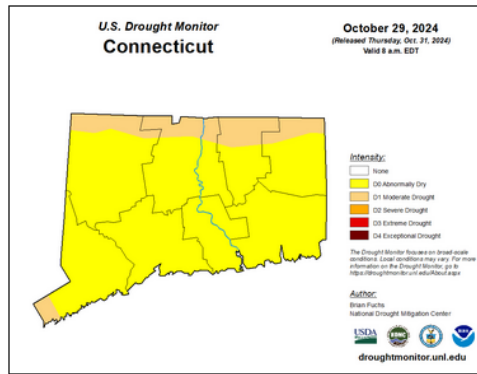 U.S. Drought Monitor
Connecticut
October 29, 2024
(Released Thursday, Oct. 31, 2024)
Valid 8 a.m. EDT
Intensity:
None
D0 Abnormally Dry
D1 Moderate Drought
D2 Severe Drought
D3 Extreme Drought
D4 Exceptional Drought
The Drought Monitor focuses on broad-scale
conditions. Local conditions may vary. For more
information on the Drought Monitor, go to
https://droughtmonitor.unl.edu/About.aspx
Author:
Brian Fuchs
National Drought Mitigation Center
USDA
NDMC
droughtmonitor.unl.edu